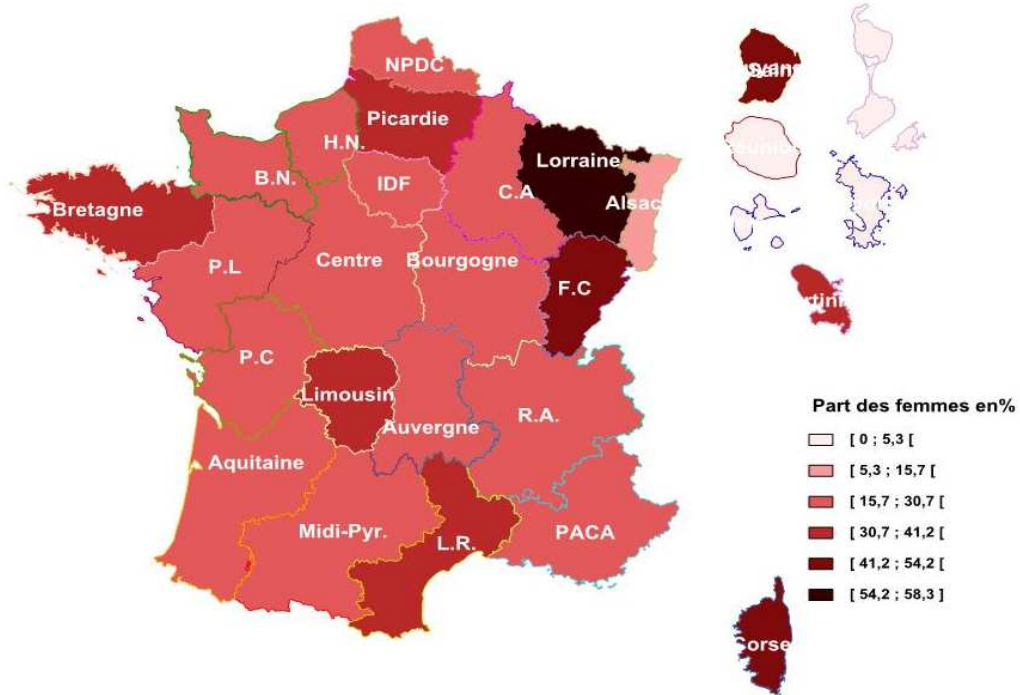 NPDC
Picardie
H.N.
B.N.
IDF
C.A
Lorraine
Alsac
Bretagne
P.L
Centre
Bourgogne
F.C
P.C
Limousin
Auvergne
R.A.
Aquitaine
Midi-Pyr.
L.R.
PACA
Corse
Part des femmes en%
[ 0 ; 5,3 [
[ 5,3 ; 15,7 [
[ 15,7 ; 30,7 [
[ 30,7 ; 41,2 [
[ 41,2 ; 54,2 [
[ 54,2 ; 58,3 ]